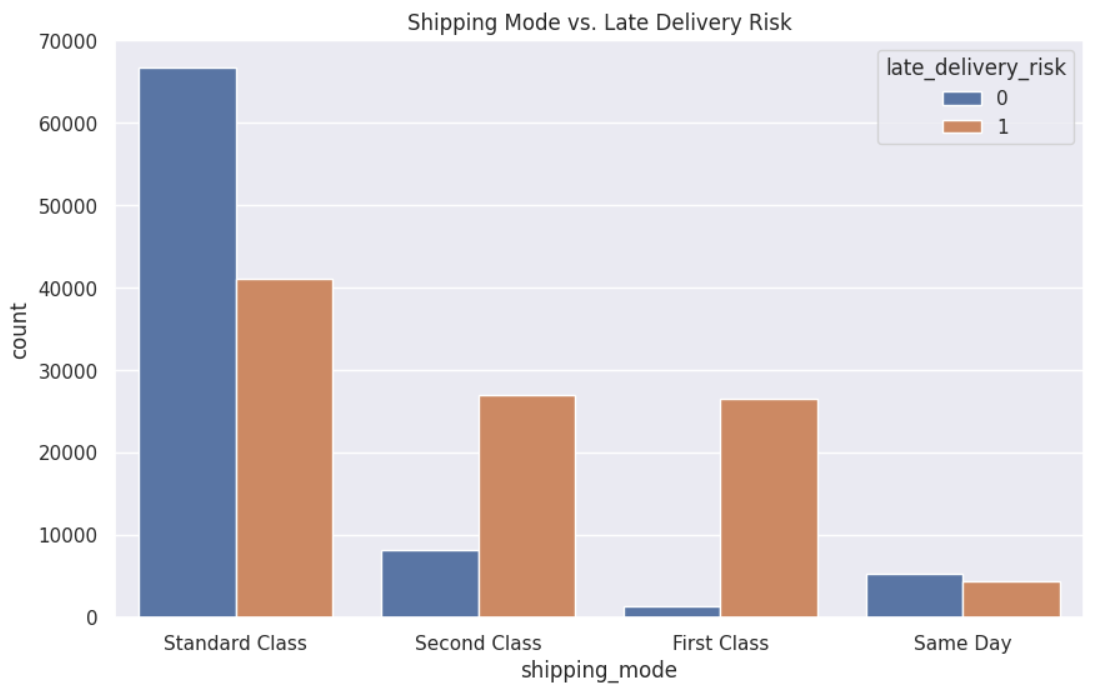 Shipping Mode vs. Late Delivery Risk
late_delivery_risk
0
1
70000
60000
50000
40000
30000
20000
10000
0
count
Standard Class
Second Class
First Class
Same Day
shipping_mode